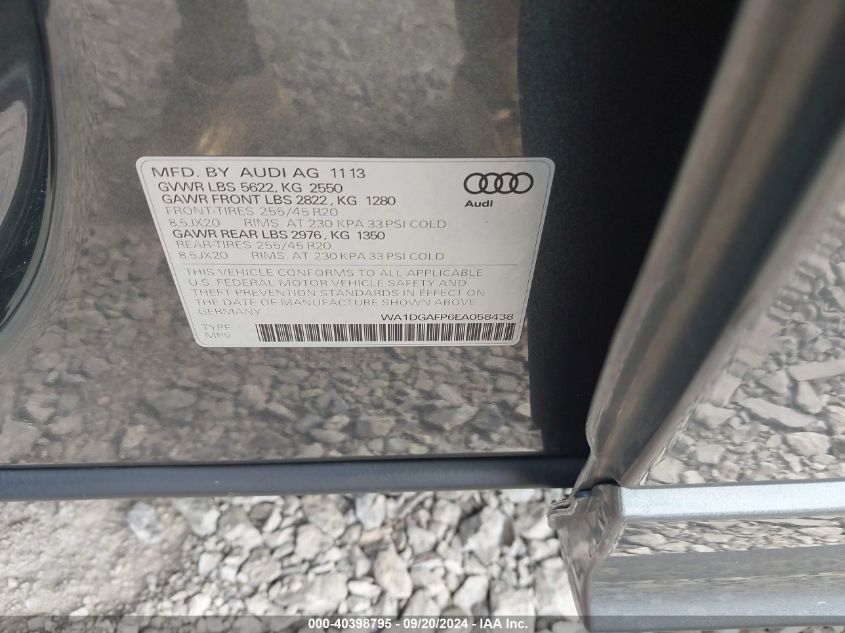 MFD. BY AUDI AG 11 13
GVWR LBS 5622, KG 2550
GAWR FRONT LBS 2822, KG 1280
FRONT-TIRES 255/45 R20
8,5JX20 RIMS. AT 230 KPA 33 PSI COLD
GAWR REAR LBS 2976, KG 1350
REAR-TIRES 255/45 R20
8,5JX20 RIMS. AT 230 KPA 33 PSI COLD
Audi
THIS VEHICLE CONFORMS TO ALL APPLICABLE
U.S. FEDERAL MOTOR VEHICLE SAFETY AND
THEFT PREVENTION STANDARDS IN EFFECT ON
THE DATE OF MANUFACTURE SHOWN ABOVE
GERMANY
WA1DGAFP6EA058438
TYPE
MPV
000-40398795 - 09/20/2024 - IAA Inc.